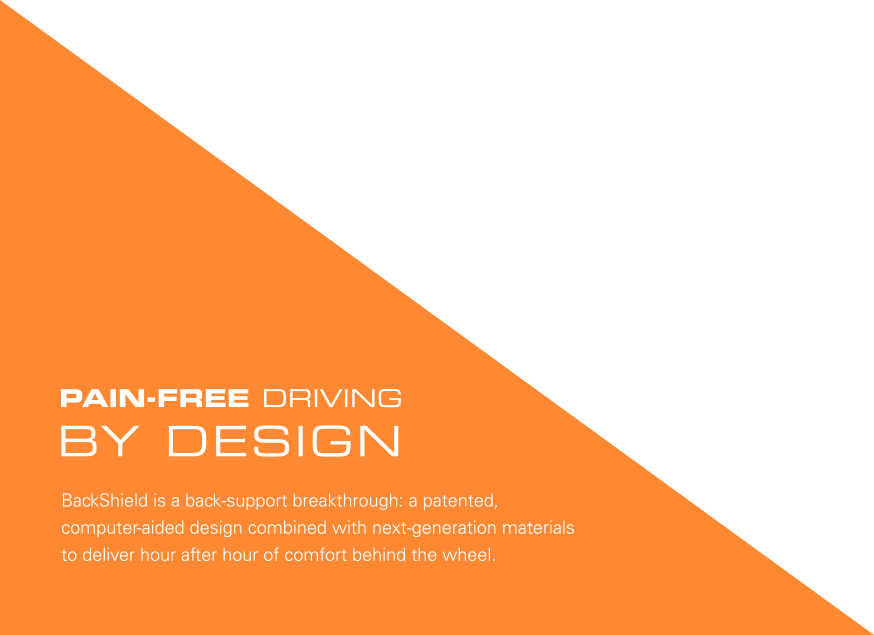 PAIN-FREE DRIVING
BY DESIGN
BackShield is a back-support breakthrough: a patented,
computer-aided design combined with next-generation materials
to deliver hour after hour of comfort behind the wheel.